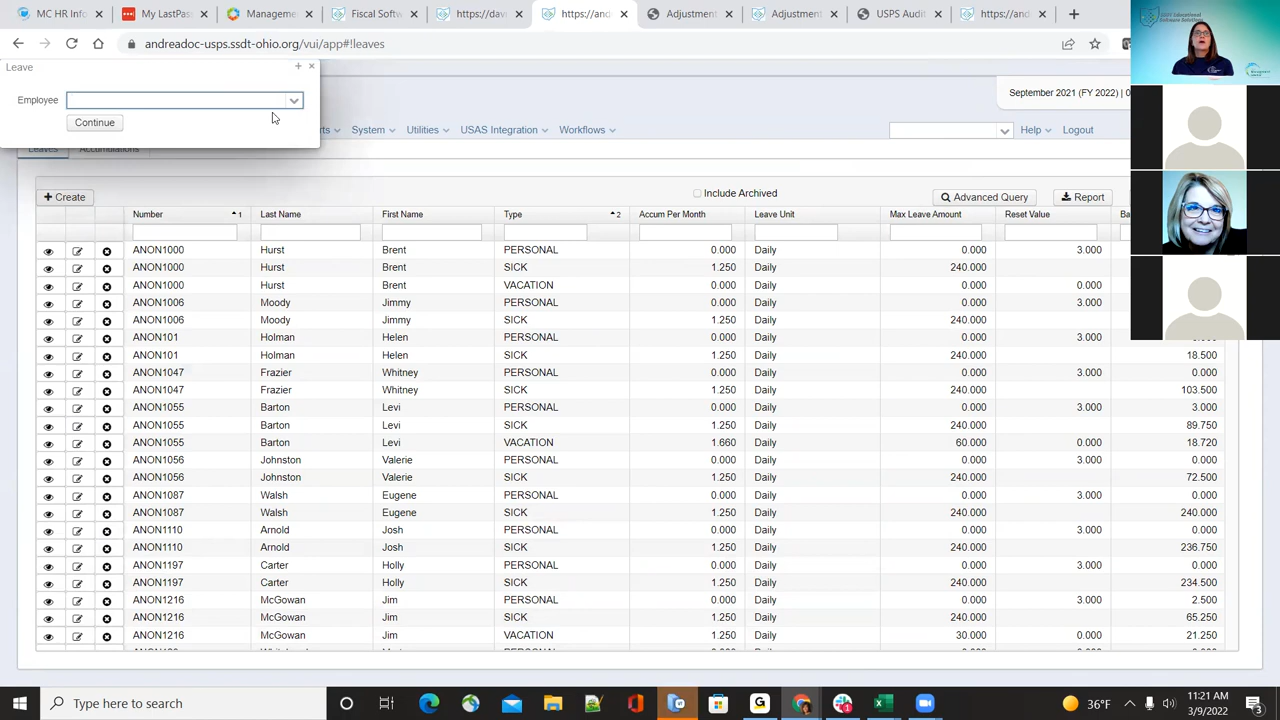 MC HR Info
My LastPass
Manageme
Fiscal Softw
https://and
Adjustment
Adjustment
US
https://and
andreadoc-usps.ssdt-ohio.org/vui/app#!leaves
Leave
Employee
Continue
September 2021 (FY 2022) | 0
rts System Utilities USAS Integration Workflows Help Logout
Leaves Accumulations
Create Include Archived Advanced Query Report
Number 1 Last Name First Name Type 2 Accum Per Month Leave Unit Max Leave Amount Reset Value Ba
ANON1000 Hurst Brent PERSONAL 0.000 Daily 0.000 3.000
ANON1000 Hurst Brent SICK 1.250 Daily 240.000
ANON1000 Hurst Brent VACATION 0.000 Daily 0.000 0.000
ANON1006 Moody Jimmy PERSONAL 0.000 Daily 0.000 3.000
ANON1006 Moody Jimmy SICK 1.250 Daily 240.000
ANON101 Holman Helen PERSONAL 0.000 Daily 0.000 3.000
ANON101 Holman Helen SICK 1.250 Daily 240.000 18.500
ANON1047 Frazier Whitney PERSONAL 0.000 Daily 0.000 3.000 0.000
ANON1047 Frazier Whitney SICK 1.250 Daily 240.000 103.500
ANON1055 Barton Levi PERSONAL 0.000 Daily 0.000 3.000 3.000
ANON1055 Barton Levi SICK 1.250 Daily 240.000 89.750
ANON1055 Barton Levi VACATION 1.660 Daily 60.000 0.000 18.720
ANON1056 Johnston Valerie PERSONAL 0.000 Daily 0.000 3.000 0.000
ANON1056 Johnston Valerie SICK 1.250 Daily 240.000 72.500
ANON1087 Walsh Eugene PERSONAL 0.000 Daily 0.000 3.000 0.000
ANON1087 Walsh Eugene SICK 1.250 Daily 240.000 240.000
ANON1110 Arnold Josh PERSONAL 0.000 Daily 0.000 3.000 0.000
ANON1110 Arnold Josh SICK 1.250 Daily 240.000 236.750
ANON1197 Carter Holly PERSONAL 0.000 Daily 0.000 3.000 0.000
ANON1197 Carter Holly SICK 1.250 Daily 240.000 234.500
ANON1216 McGowan Jim PERSONAL 0.000 Daily 0.000 3.000 2.500
ANON1216 McGowan Jim SICK 1.250 Daily 240.000 65.250
ANON1216 McGowan Jim VACATION 1.250 Daily 30.000 0.000 21.250
Type here to search
36°F
11:21 AM
3/9/2022
3